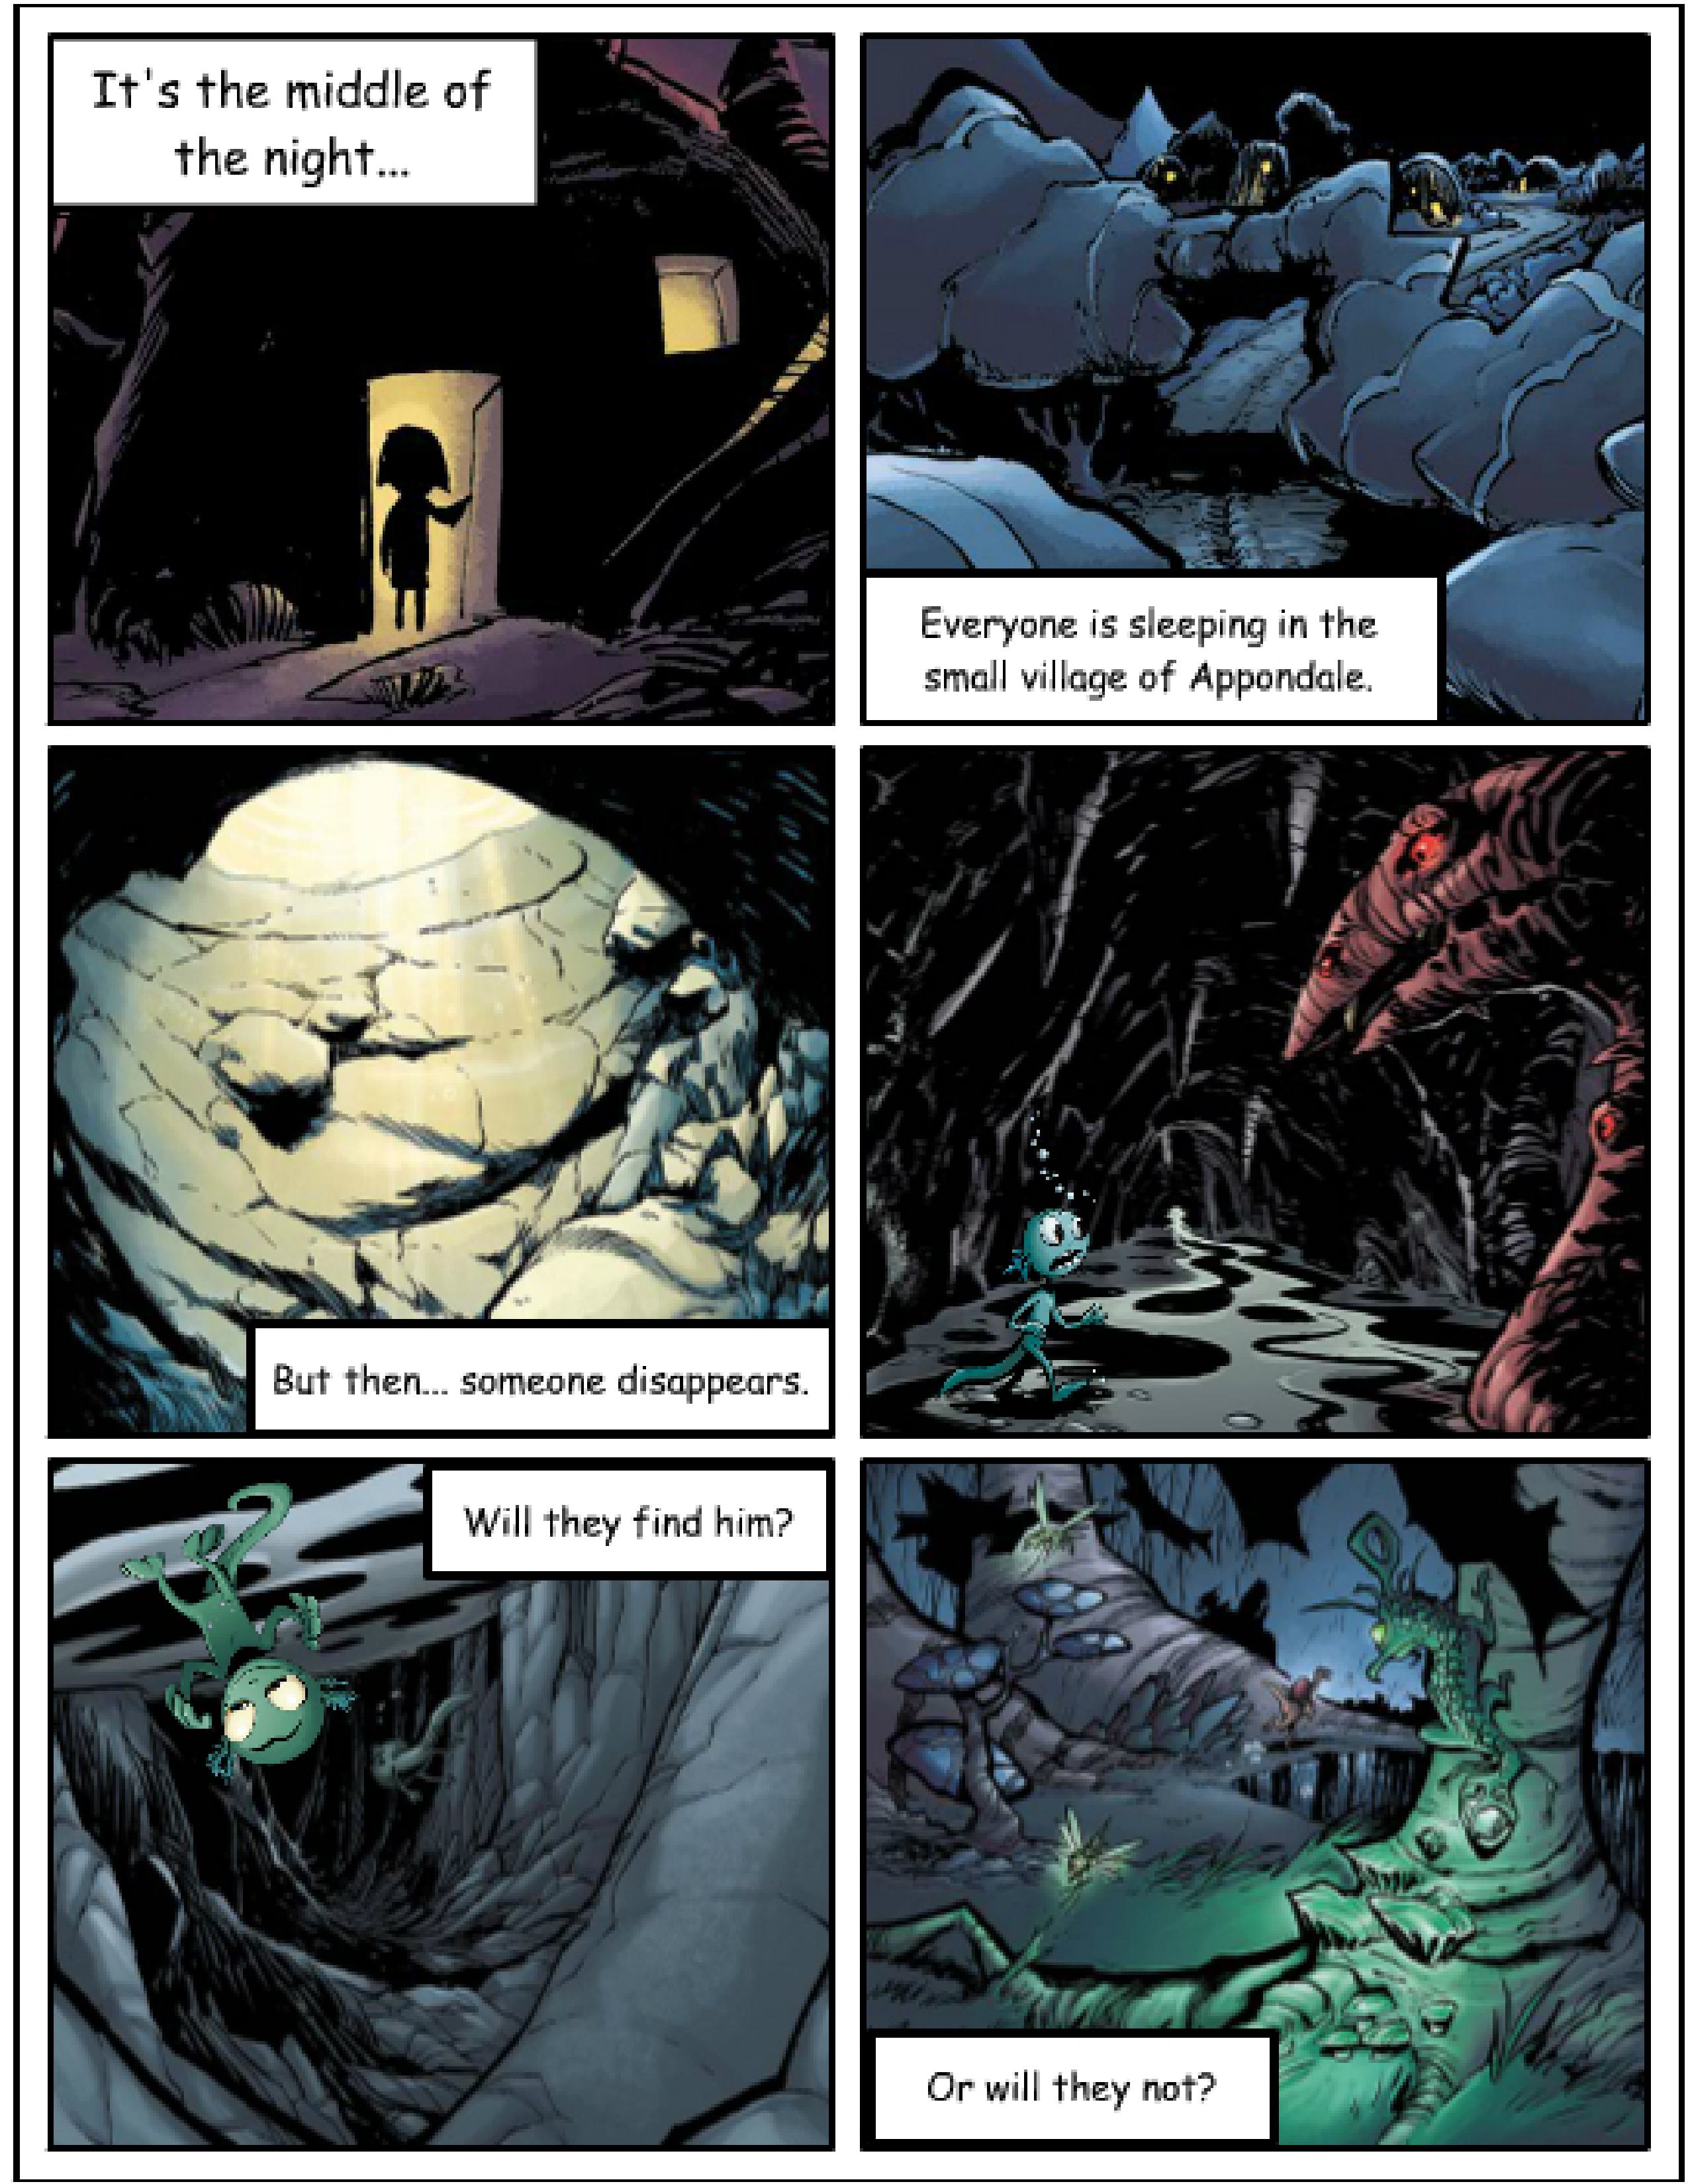 It's the middle of
the night...
Everyone is sleeping in the
small village of Appondale.
But then... someone disappears.
Will they find him?
Or will they not?